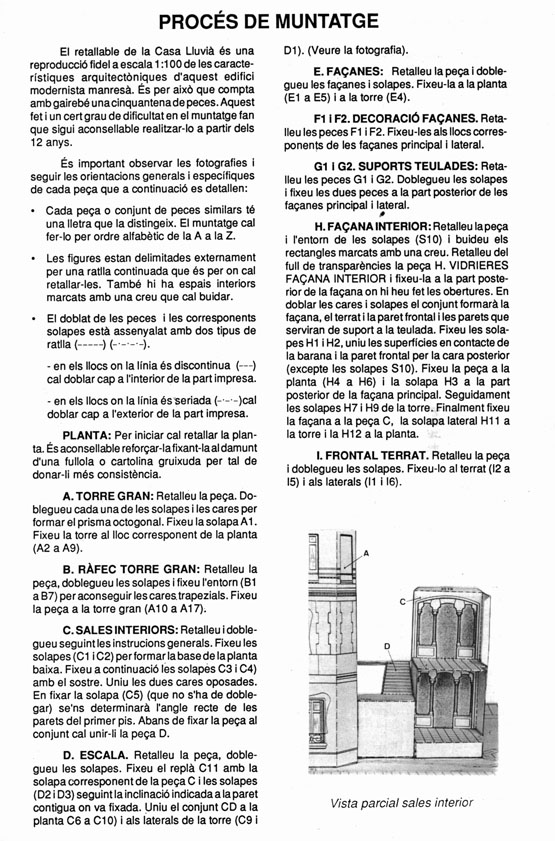 PROCÉS DE MUNTATGE
El retallable de la Casa Lluvià és una
reproducció fidel a escala 1:100 de les caracte-
rístiques arquitectòniques d'aquest edifici
modernista manresà. És per això que compta
amb gairebé una cinquantena de peces. Aquest
fet i un cert grau de dificultat en el muntatge fan
que sigui aconsellable realitzar-lo a partir dels
12 anys.
És important observar les fotografies i
seguir les orientacions generals i específiques
de cada peça que a continuació es detallen:
• Cada peça o conjunt de peces similars té
una lletra que la distingeix. El muntatge cal
fer-lo per ordre alfabètic de la A a la Z.
• Les figures estan delimitades externament
per una ratlla continuada que és per on cal
retallar-les. També hi ha espais interiors
marcats amb una creu que cal buidar.
• El doblat de les peces i les corresponents
solapes està assenyalat amb dos tipus de
ratlla (-----) (-·-·-).
- en els llocs on la línia és discontinua (---)
cal doblar cap a l'interior de la part impresa.
- en els llocs on la línia és seriada (-·-·-)cal
doblar cap a l'exterior de la part impresa.
PLANTA: Per iniciar cal retallar la plan-
ta. És aconsellable reforçar-la fixant-la al damunt
d'una fullola o cartolina gruixuda per tal de
donar-li més consistència.
A. TORRE GRAN: Retalleu la peça. Do-
blegueu cada una de les solapes i les cares per
formar el prisma octogonal. Fixeu la solapa A1.
Fixeu la torre al lloc corresponent de la planta
(A2 a A9).
B. RÀFEC TORRE GRAN: Retalleu la
peça, doblegueu les solapes i fixeu l'entorn (B1
a B7) per aconseguir les cares trapezials. Fixeu
la peça a la torre gran (A10 a A17).
C. SALES INTERIORS: Retalleu i doble-
gueu seguint les instrucions generals. Fixeu les
solapes (C1 i C2) per formar la base de la planta
baixa. Fixeu a continuació les solapes C3 i C4)
amb el sostre. Uniu les dues cares oposades.
En fixar la solapa (C5) (que no s'ha de doble-
gar) se'ns determinarà l'angle recte de les
parets del primer pis. Abans de fixar la peça al
conjunt cal unir-li la peça D.
D. ESCALA. Retalleu la peça, doble-
gueu les solapes. Fixeu el replà C11 amb la
solapa corresponent de la peça C i les solapes
(D2 i D3) seguint la inclinació indicada a la paret
contigua on va fixada. Uniu el conjunt CD a la
planta C6 a C10) i als laterals de la torre (C9 i
D1). (Veure la fotografia).
E. FAÇANES: Retalleu la peça i doble-
gueu les façanes i solapes. Fixeu-la a la planta
(E1 a E5) i a la torre (E4).
F1 i F2. DECORACIÓ FAÇANES. Reta-
lleu les peces F1 i F2. Fixeu-les als llocs corres-
ponents de les façanes principal i lateral.
G1 i G2. SUPORTS TEULADES: Reta-
lleu les peces G1 i G2. Doblegueu les solapes
i fixeu les dues peces a la part posterior de les
façanes principal i lateral.
H. FAÇANA INTERIOR: Retalleu la peça
i l'entorn de les solapes (S10) i buideu els
rectangles marcats amb una creu. Retalleu del
full de transparències la peça H. VIDRIERES
FAÇANA INTERIOR i fixeu-la a la part poste-
rior de la façana on hi heu fet les obertures. En
doblar les cares i solapes el conjunt formarà la
façana, el terrat i la paret frontal i les parets que
serviran de suport a la teulada. Fixeu les sola-
pes H1 i H2, uniu les superfícies en contacte de
la barana i la paret frontal per la cara posterior
(excepte les solapes S10). Fixeu la peça a la
planta (H4 a H6) i la solapa H3 a la part
posterior de la façana principal. Seguidament
les solapes H7 i H9 de la torre. Finalment fixeu
la façana a la peça C, la solapa lateral H11 a
la torre i la H12 a la planta.
I. FRONTAL TERRAT. Retalleu la peça
i doblegueu les solapes. Fixeu-lo al terrat (I2 a
I5) i als laterals (I1 i I6).
A
C
D
Vista parcial sales interior